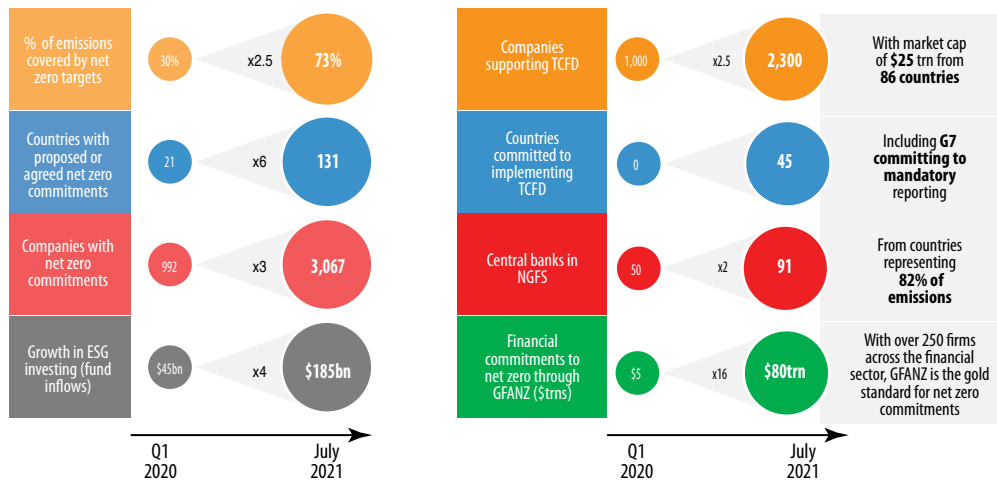 % of emissions
covered by net
zero targets
30%
x2.5
73%
Countries with
proposed or
agreed net zero
commitments
21
x6
131
Companies with
net zero
commitments
992
x3
3,067
Growth in ESG
investing (fund
inflows)
$45bn
x4
$185bn
Q1
2020
July
2021
Companies
supporting TCFD
1,000
x2.5
2,300
With market cap
of $25 trn from
86 countries
Countries
committed to
implementing
TCFD
0
45
Including G7
committing to
mandatory
reporting
Central banks in
NGFS
50
x2
91
From countries
representing
82% of
emissions
Financial
commitments to
net zero through
GFANZ ($trns)
$5
x16
$80trn
With over 250 firms
across the financial
sector, GFANZ is the gold
standard for net zero
commitments
Q1
2020
July
2021